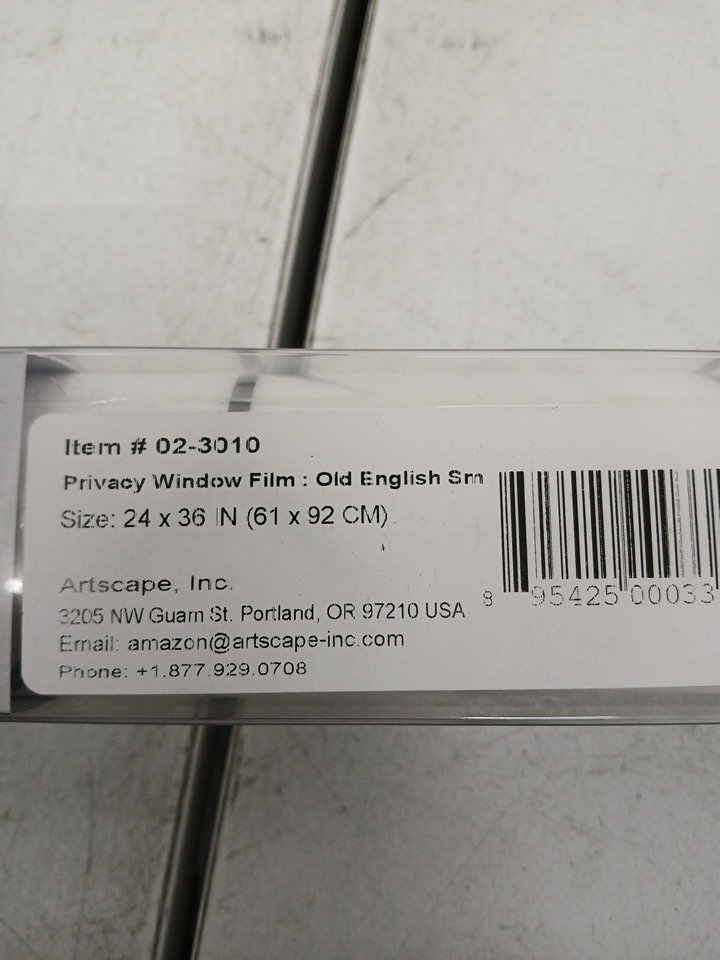 Item # 02-3010
Privacy Window Film : Old English Sm
Size: 24 x 36 IN (61 x 92 CM)
Artscape, Inc.
3205 NW Guam St. Portland, OR 97210 USA
Email: amazon@artscape-inc.com
Phone: +1.877.929.0708
8 95425 00033